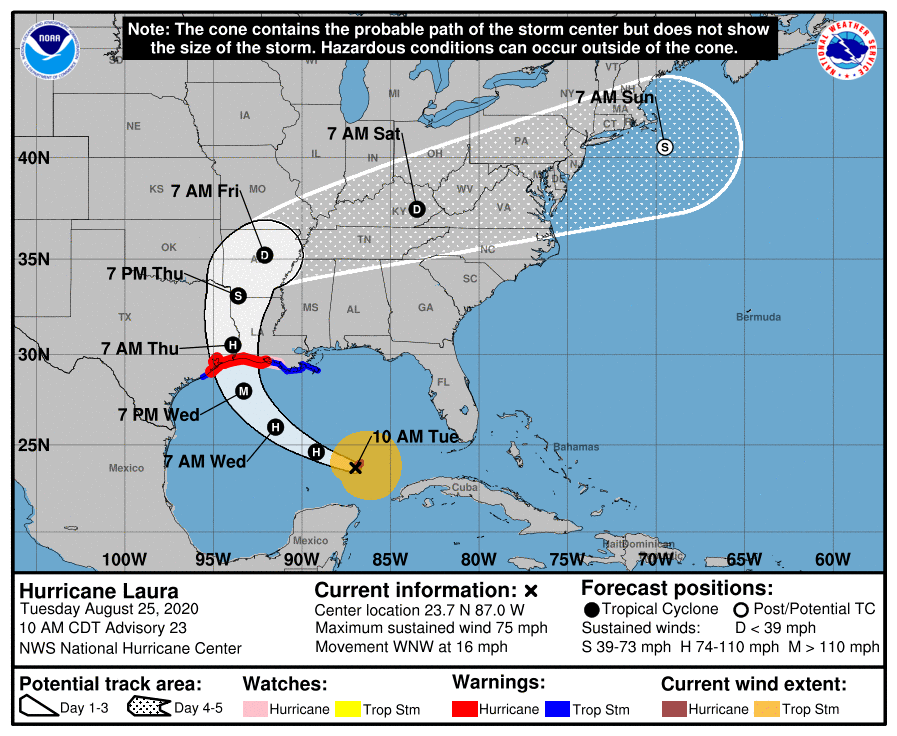 Note: The cone contains the probable path of the storm center but does not show
the size of the storm. Hazardous conditions can occur outside of the cone.
NOAA
NATIONAL WEATHER SERVICE
WI
VT
NH
MI
NY
7 AM Sun
MA
NE
IA
CT
7 AM Sat
PA
S
40N
IL
IN
OH
DE
KS
7 AM Fri
MO
WV
KY
D
VA
TN
NC
OK
35N
D
7 PM Thu
SC
S
MS
AL
GA
TX
Bermuda
LA
7 AM Thu
H
30N
FL
M
7 PM Wed
H
10 AM Tue
25N
H
Bahamas
7 AM Wed
Mexico
Cuba
Mexico
Haiti
Dominican
100W
95W
90W
85W
80W
75W
70W
65W
60W
Hurricane Laura
Tuesday August 25, 2020
10 AM CDT Advisory 23
NWS National Hurricane Center
Current information: ×
Center location 23.7 N 87.0 W
Maximum sustained wind 75 mph
Movement WNW at 16 mph
Forecast positions:
Tropical Cyclone
Post/Potential TC
Sustained winds: D < 39 mph
S 39-73 mph H 74-110 mph M > 110 mph
Potential track area:
Day 1-3
Day 4-5
Watches:
Hurricane
Trop Stm
Warnings:
Hurricane
Trop Stm
Current wind extent:
Hurricane
Trop Stm